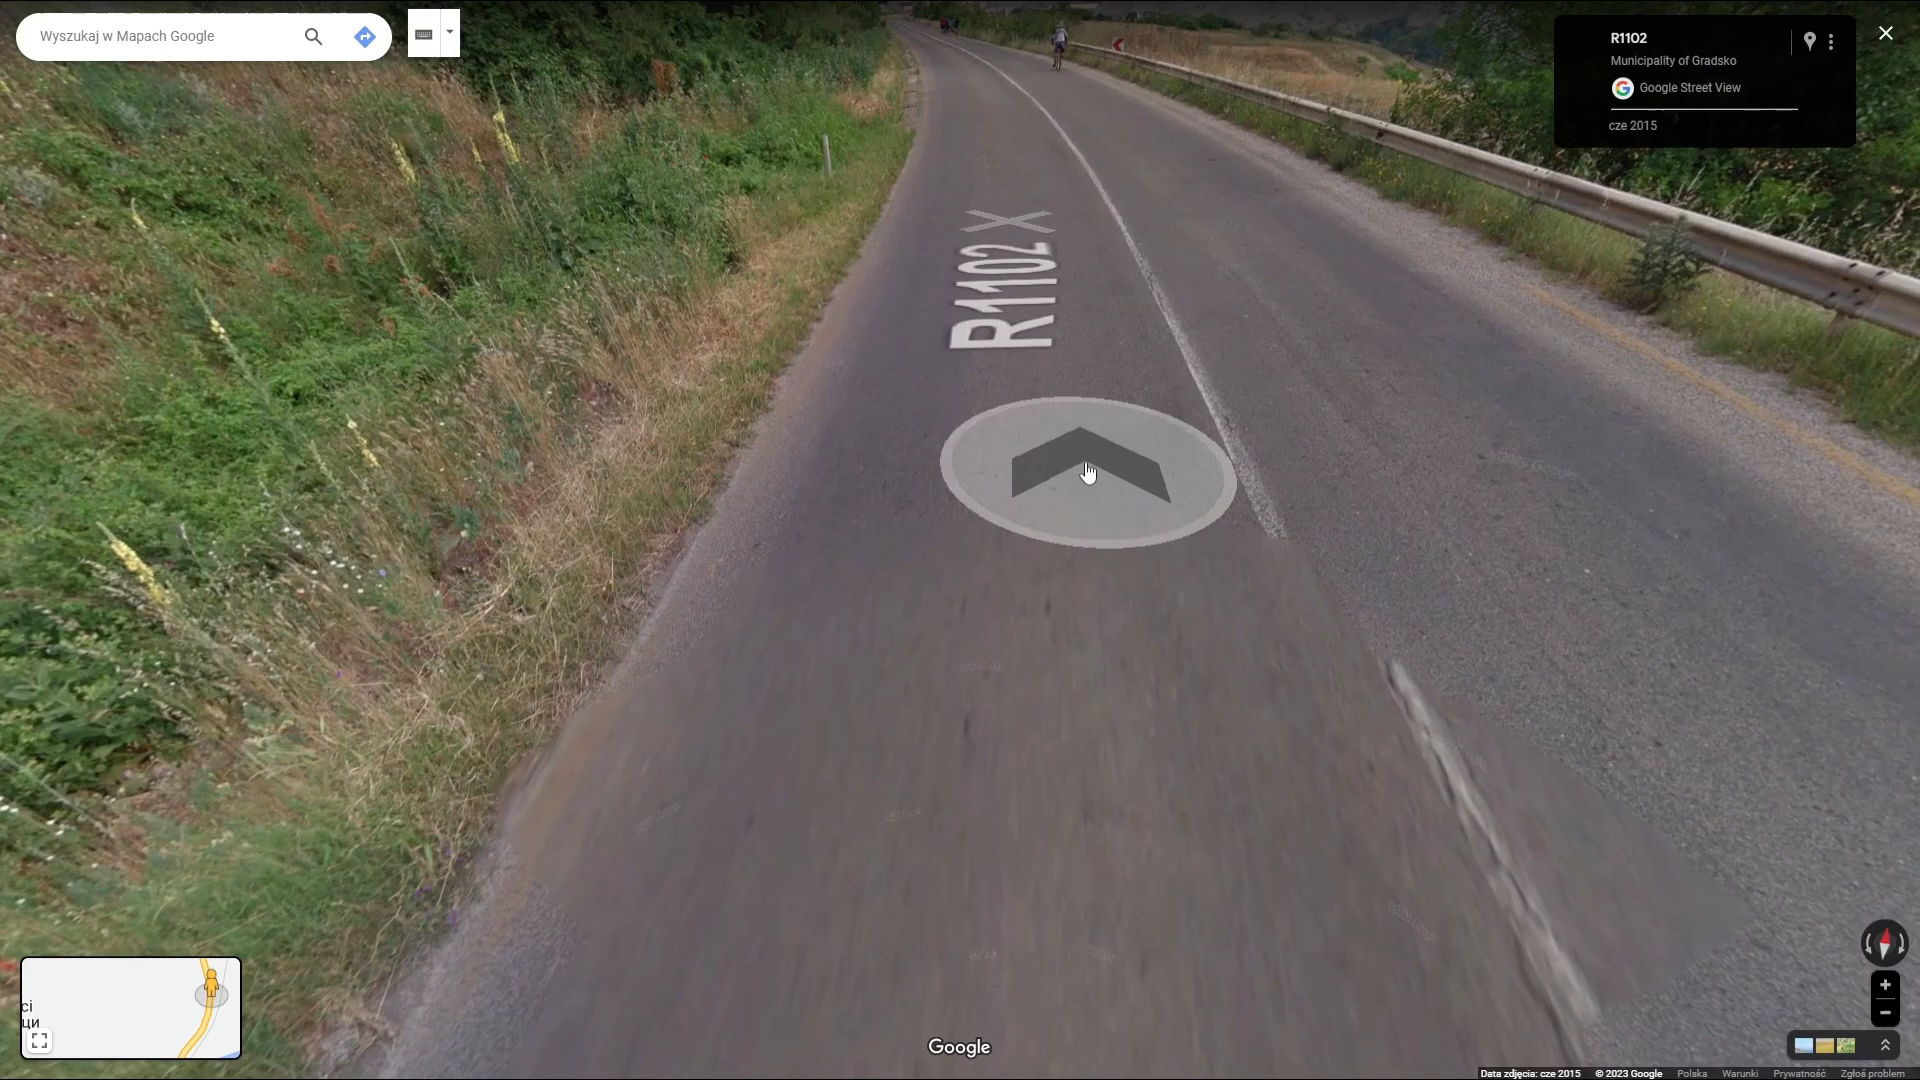 Wyszukaj w Mapach Google
R1102
Municipality of Gradsko
Google Street View
cze 2015
R1102
ci
ци
Google
Data zdjęcia: cze 2015 © 2023 Google Polska Warunki Prywatność Zgłoś problem